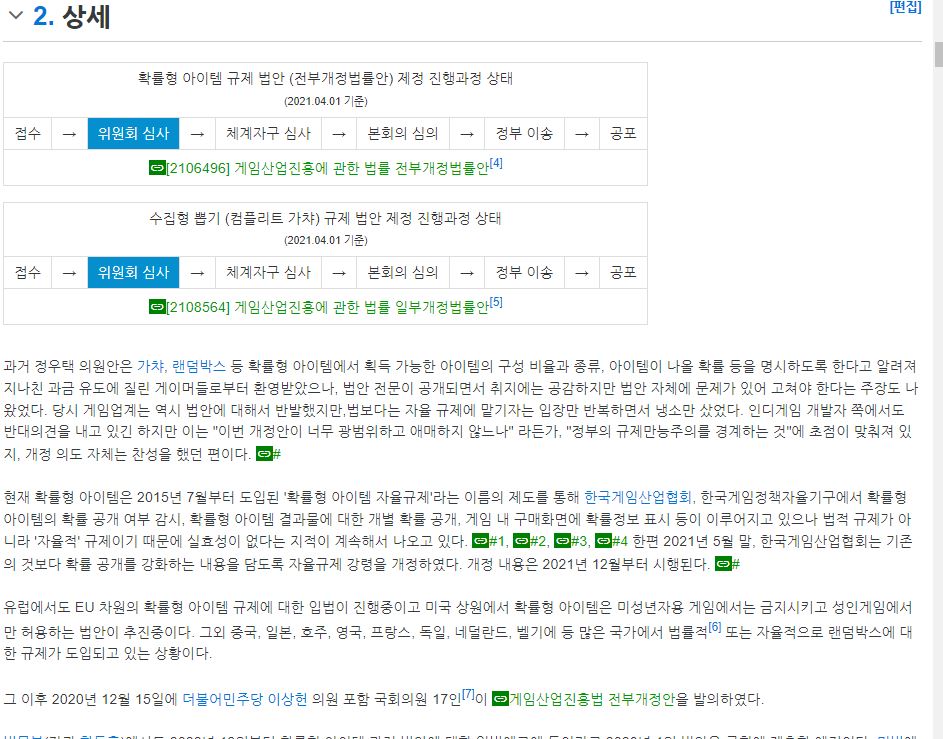 2. 상세
[편집]
확률형 아이템 규제 법안 (전부개정법률안) 제정 진행과정 상태
(2021.04.01 기준)
접수 → 위원회 심사 → 체계자구 심사 → 본회의 심의 → 정부 이송 → 공포
[2106496] 게임산업진흥에 관한 법률 전부개정법률안[4]
수집형 뽑기 (컴플리트 가챠) 규제 법안 제정 진행과정 상태
(2021.04.01 기준)
접수 → 위원회 심사 → 체계자구 심사 → 본회의 심의 → 정부 이송 → 공포
[2108564] 게임산업진흥에 관한 법률 일부개정법률안[5]
과거 정우택 의원안은 가챠, 랜덤박스 등 확률형 아이템에서 획득 가능한 아이템의 구성 비율과 종류, 아이템이 나올 확률 등을 명시하도록 한다고 알려져
지나친 과금 유도에 질린 게이머들로부터 환영받았으나, 법안 전문이 공개되면서 취지에는 공감하지만 법안 자체에 문제가 있어 고쳐야 한다는 주장도 나
왔었다. 당시 게임업계는 역시 법안에 대해서 반발했지만,법보다는 자율 규제에 맡기자는 입장만 반복하면서 냉소만 샀었다. 인디게임 개발자 쪽에서도
반대의견을 내고 있긴 하지만 이는 "이번 개정안이 너무 광범위하고 애매하지 않느냐" 라든가, "정부의 규제만능주의를 경계하는 것"에 초점이 맞춰져 있
지, 개정 의도 자체는 찬성을 했던 편이다. #
현재 확률형 아이템은 2015년 7월부터 도입된 '확률형 아이템 자율규제'라는 이름의 제도를 통해 한국게임산업협회, 한국게임정책자율기구에서 확률형
아이템의 확률 공개 여부 감시, 확률형 아이템 결과물에 대한 개별 확률 공개, 게임 내 구매화면에 확률정보 표시 등이 이루어지고 있으나 법적 규제가 아
니라 '자율적' 규제이기 때문에 실효성이 없다는 지적이 계속해서 나오고 있다. #1, #2, #3, #4 한편 2021년 5월 말, 한국게임산업협회는 기존
의 것보다 확률 공개를 강화하는 내용을 담도록 자율규제 강령을 개정하였다. 개정 내용은 2021년 12월부터 시행된다. #
유럽에서도 EU 차원의 확률형 아이템 규제에 대한 입법이 진행중이고 미국 상원에서 확률형 아이템은 미성년자용 게임에서는 금지시키고 성인게임에서
만 허용하는 법안이 추진중이다. 그외 중국, 일본, 호주, 영국, 프랑스, 독일, 네덜란드, 벨기에 등 많은 국가에서 법률적[6] 또는 자율적으로 랜덤박스에 대
한 규제가 도입되고 있는 상황이다.
그 이후 2020년 12월 15일에 더불어민주당 이상헌 의원 포함 국회의원 17인[7]이 게임산업진흥법 전부개정안을 발의하였다.